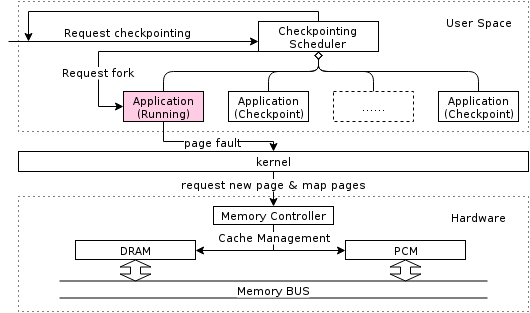 Request checkpointing
Checkpointing
Scheduler
User Space
Request fork
Application
(Running)
Application
(Checkpoint)
......
Application
(Checkpoint)
page fault
kernel
request new page & map pages
Memory Controller
Hardware
Cache Management
DRAM
PCM
Memory BUS